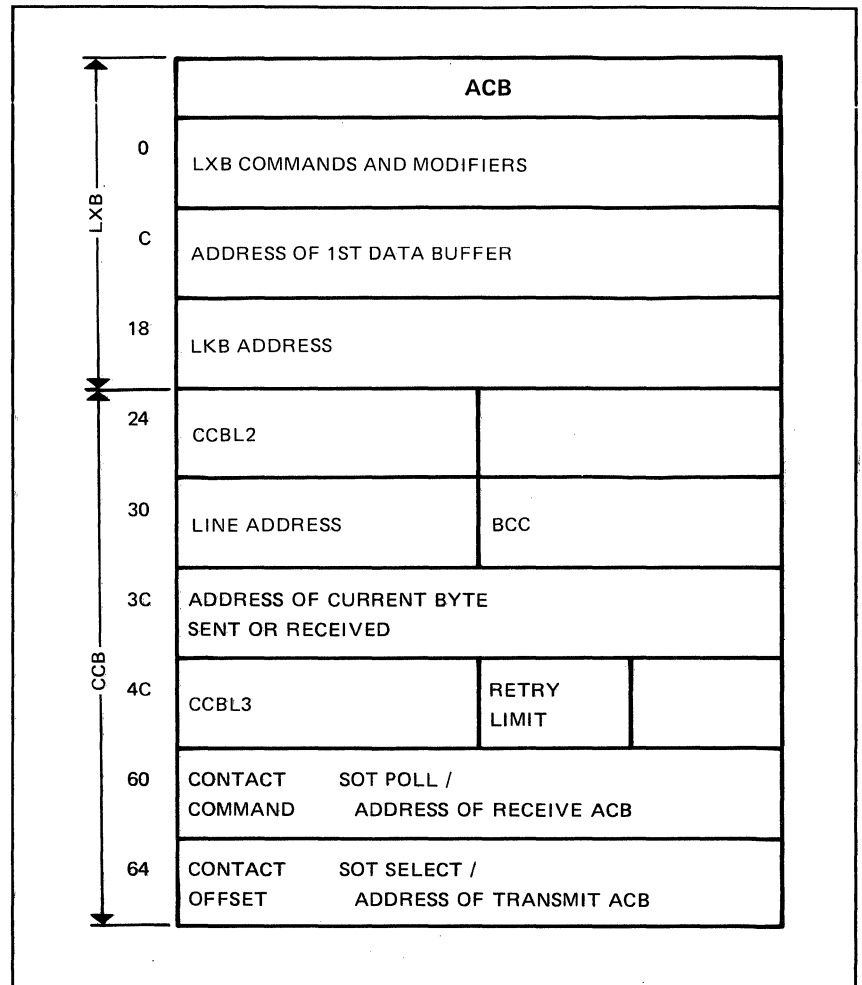 ACB
0
LXB COMMANDS AND MODIFIERS
LXB
C
ADDRESS OF 1ST DATA BUFFER
18
LKB ADDRESS
24
CCBL2
30
LINE ADDRESS BCC
3C
ADDRESS OF CURRENT BYTE
SENT OR RECEIVED
CCB
4C
CCBL3
RETRY
LIMIT
60
CONTACT SOT POLL /
COMMAND ADDRESS OF RECEIVE ACB
64
CONTACT SOT SELECT /
OFFSET ADDRESS OF TRANSMIT ACB